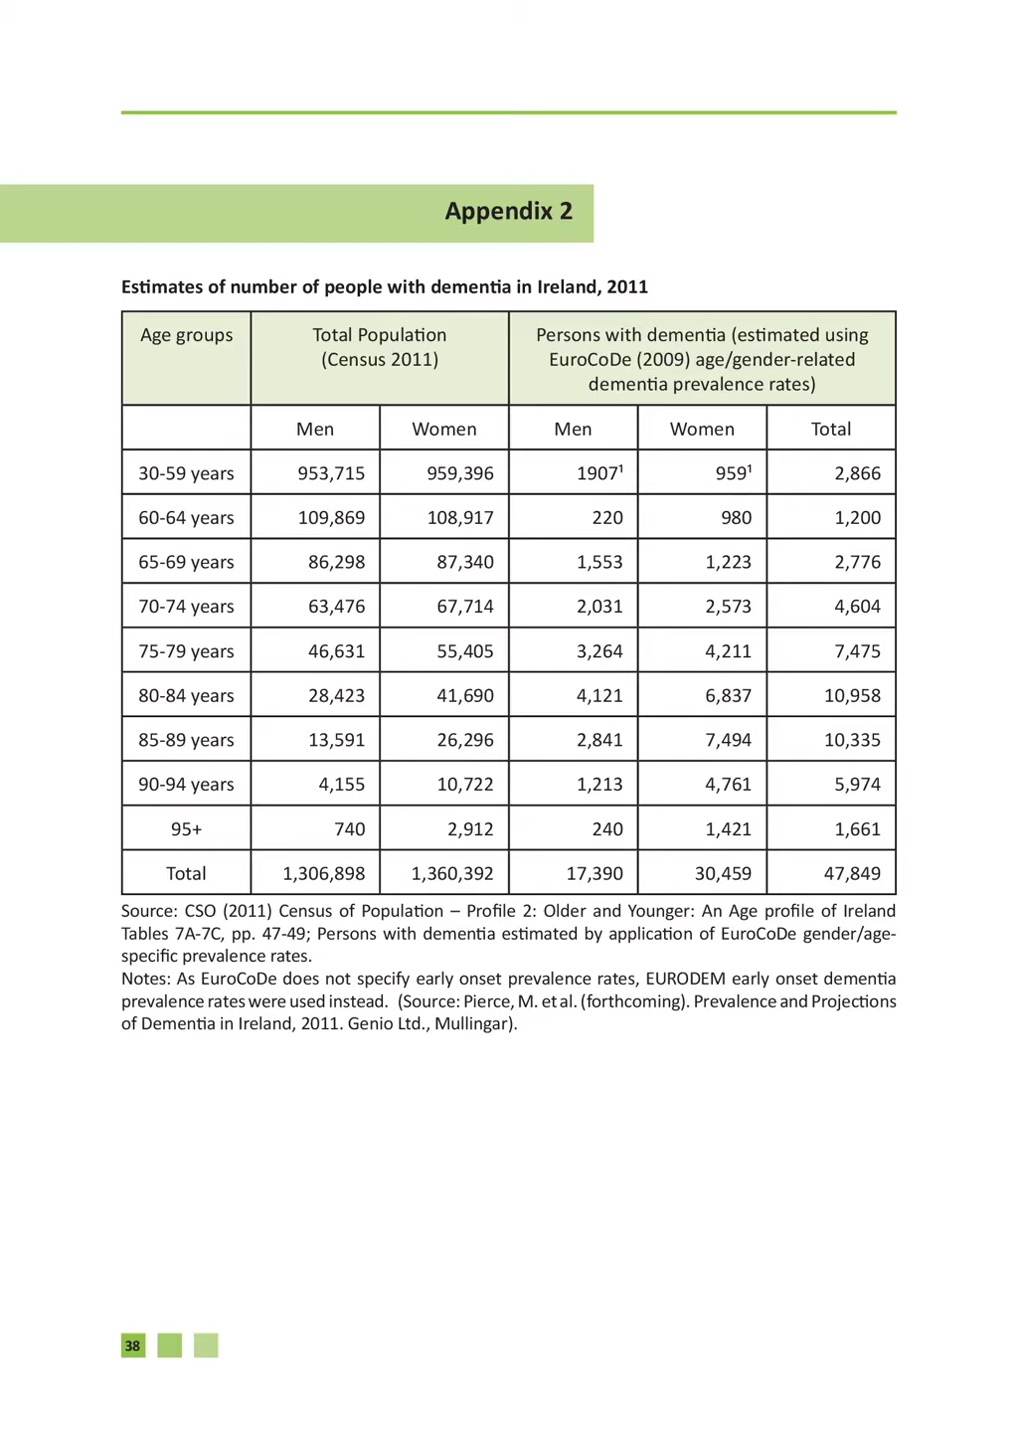 Appendix 2
Estimates of number of people with dementia in Ireland, 2011
Age groups Total Population (Census 2011) Persons with dementia (estimated using EuroCoDe (2009) age/gender-related dementia prevalence rates)
Men Women Men Women Total
30-59 years 953,715 959,396 1907¹ 959¹ 2,866
60-64 years 109,869 108,917 220 980 1,200
65-69 years 86,298 87,340 1,553 1,223 2,776
70-74 years 63,476 67,714 2,031 2,573 4,604
75-79 years 46,631 55,405 3,264 4,211 7,475
80-84 years 28,423 41,690 4,121 6,837 10,958
85-89 years 13,591 26,296 2,841 7,494 10,335
90-94 years 4,155 10,722 1,213 4,761 5,974
95+ 740 2,912 240 1,421 1,661
Total 1,306,898 1,360,392 17,390 30,459 47,849
Source: CSO (2011) Census of Population – Profile 2: Older and Younger: An Age profile of Ireland
Tables 7A-7C, pp. 47-49; Persons with dementia estimated by application of EuroCoDe gender/age-
specific prevalence rates.
Notes: As EuroCoDe does not specify early onset prevalence rates, EURODEM early onset dementia
prevalence rates were used instead. (Source: Pierce, M. et al. (forthcoming). Prevalence and Projections
of Dementia in Ireland, 2011. Genio Ltd., Mullingar).
38